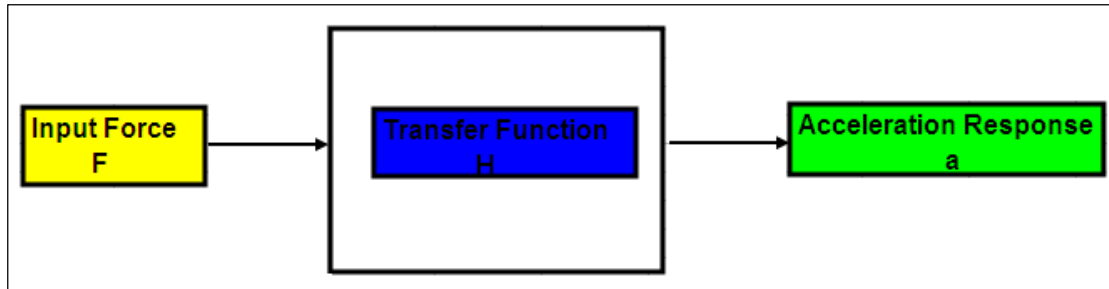 Input Force
F
Transfer Function
H
Acceleration Response
a